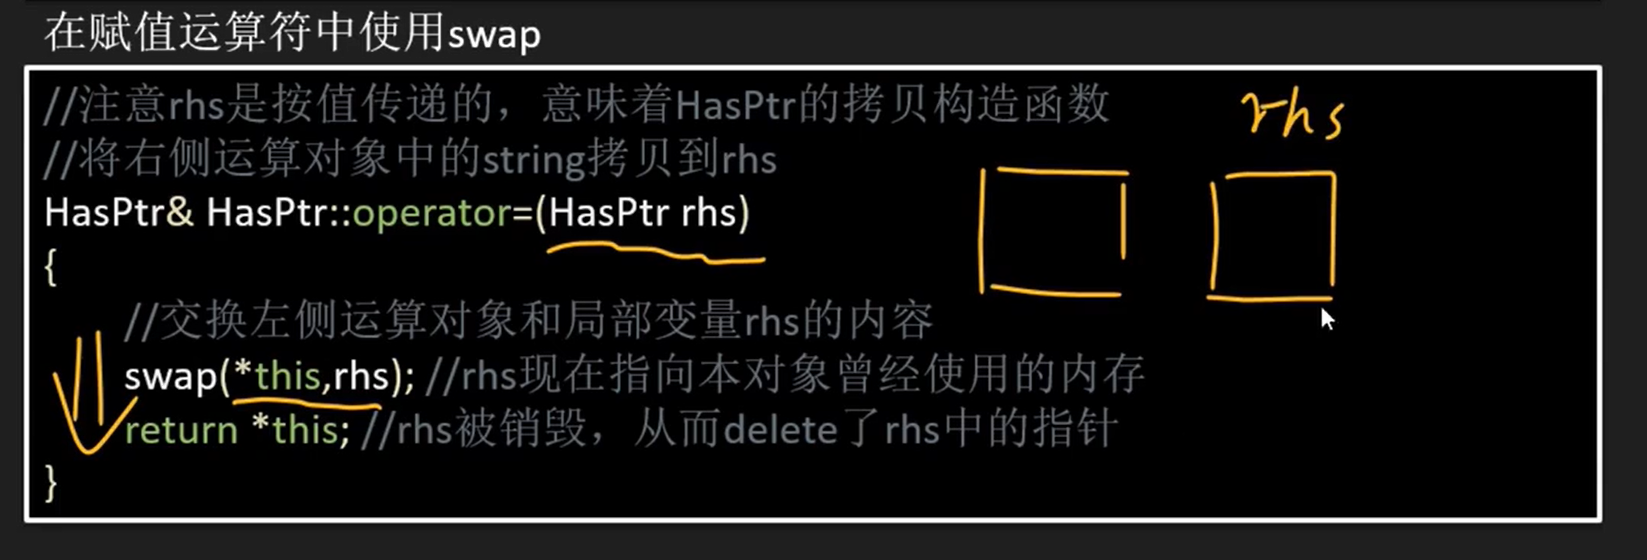 在赋值运算符中使用swap
//注意rhs是按值传递的，意味着HasPtr的拷贝构造函数
//将右侧运算对象中的string拷贝到rhs
HasPtr& HasPtr::operator=(HasPtr rhs)
{
//交换左侧运算对象和局部变量rhs的内容
swap(*this,rhs); //rhs现在指向本对象曾经使用的内存
return *this; //rhs被销毁，从而delete了rhs中的指针
}
rhs